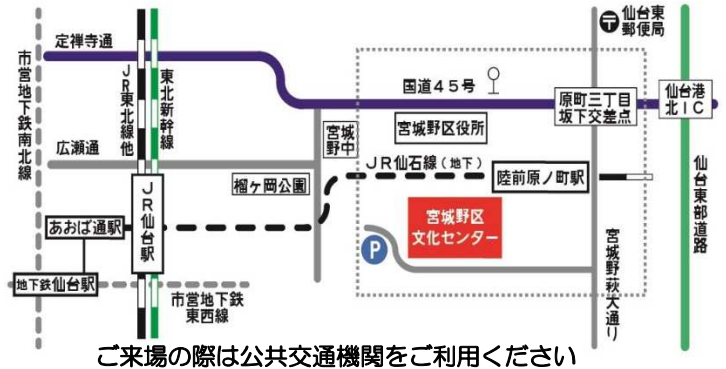 仙台東
郵便局
定禅寺通
市営地下鉄南北線
JR東北線他
東北新幹線
国道45号
原町三丁目
坂下交差点
仙台港
北IC
宮城
野中
宮城野区役所
広瀬通
JR仙石線(地下)
陸前原ノ町駅
榴ヶ岡公園
JR仙台駅
あおば通駅
宮城野区
文化センター
P
仙台東部道路
宮城野萩大通り
地下鉄仙台駅
市営地下鉄
東西線
ご来場の際は公共交通機関をご利用ください